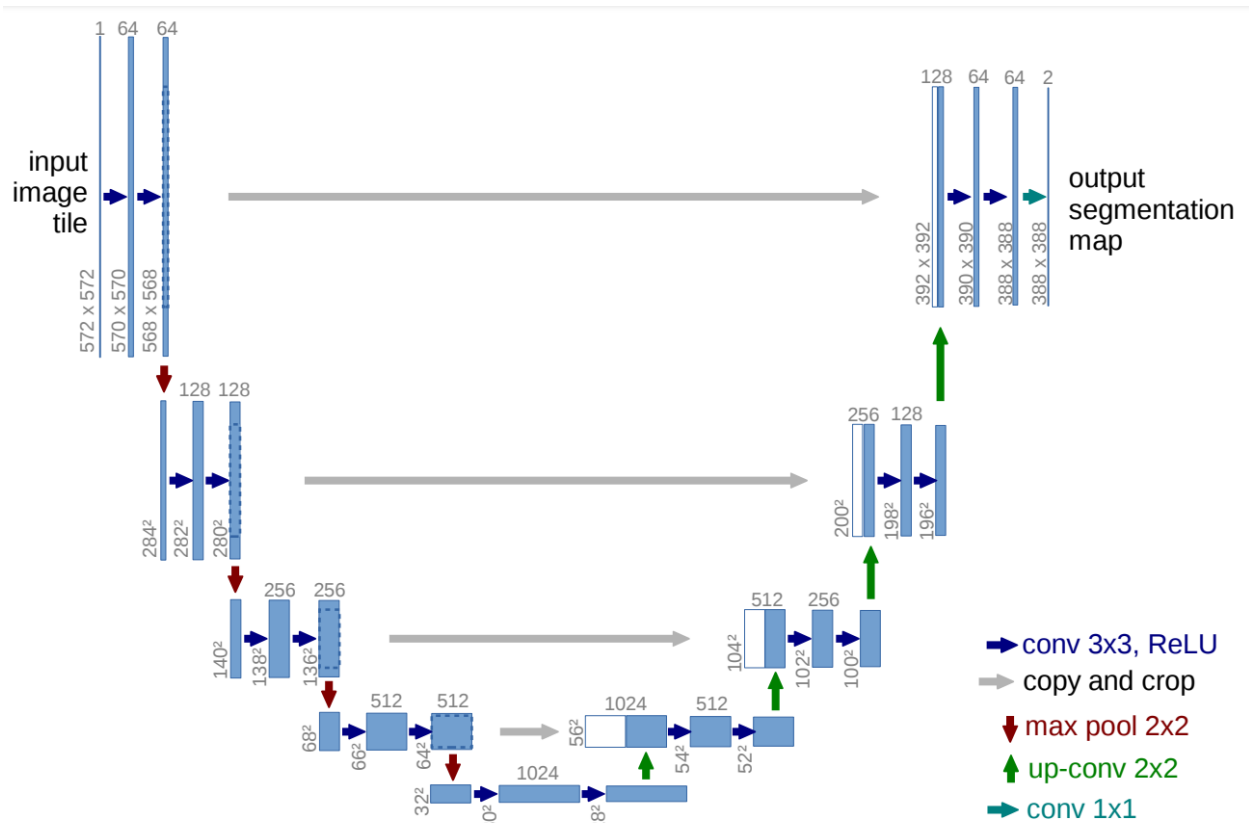 1 64 64
input
image
tile
572 x 572
570 x 570
568 x 568
128 64 64 2
output
segmentation
map
392 x 392
390 x 390
388 x 388
388 x 388
128 128
284²
282²
280²
256 128
200²
198²
196²
256 256
140²
138²
136²
512 256
104²
102²
100²
512 512
68²
66²
64²
1024 512
56²
54²
52²
1024
32²
0²
8²
conv 3x3, ReLU
copy and crop
max pool 2x2
up-conv 2x2
conv 1x1